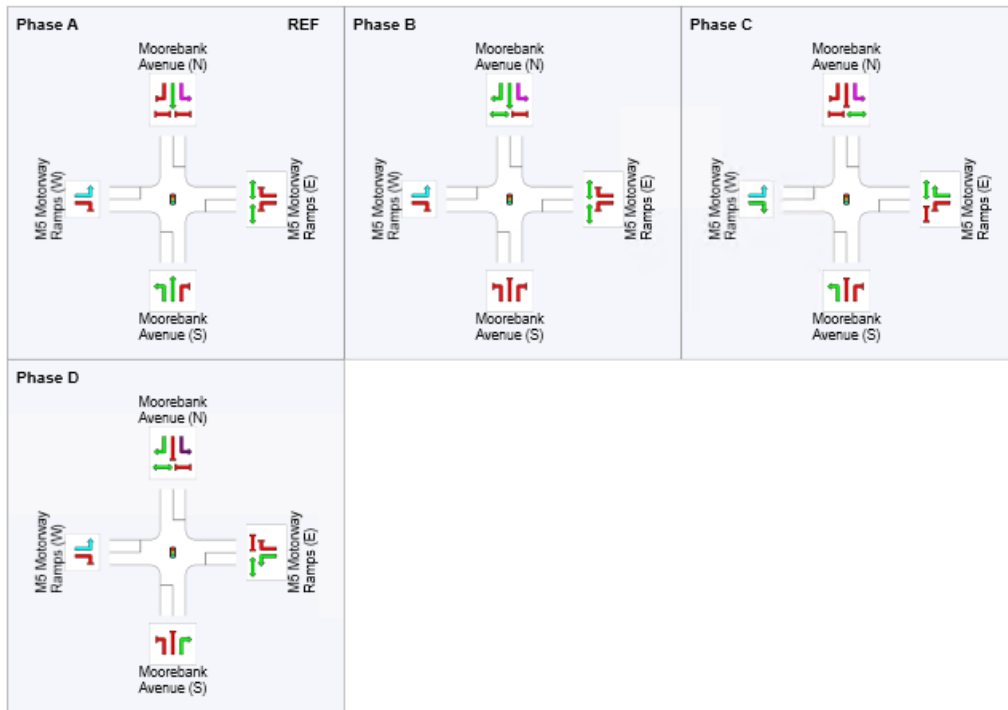 Phase A
REF
Moorebank
Avenue (N)
M5 Motorway
Ramps (W)
M5 Motorway
Ramps (E)
Moorebank
Avenue (S)
Phase B
Moorebank
Avenue (N)
M5 Motorway
Ramps (W)
M5 Motorway
Ramps (E)
Moorebank
Avenue (S)
Phase C
Moorebank
Avenue (N)
M5 Motorway
Ramps (W)
M5 Motorway
Ramps (E)
Moorebank
Avenue (S)
Phase D
Moorebank
Avenue (N)
M5 Motorway
Ramps (W)
M5 Motorway
Ramps (E)
Moorebank
Avenue (S)